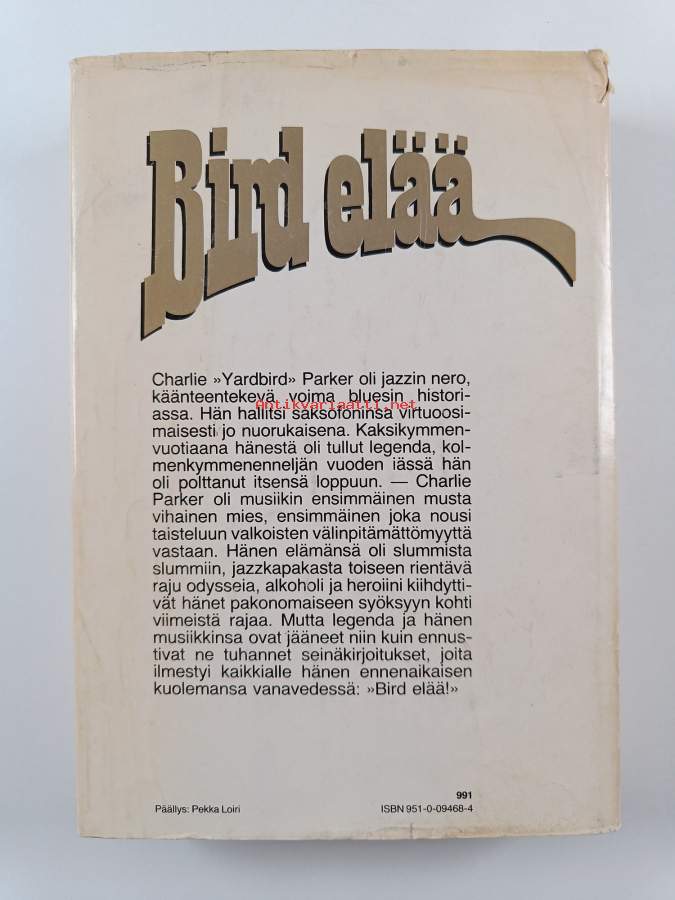 Bird elää
Charlie »Yardbird» Parker oli jazzin nero,
käänteentekevä voima bluesin histori-
Antikvariaatti.net
assa. Hän hallitsi saksofoninsa virtuoosi-
maisesti jo nuorukaisena. Kaksikymmen-
vuotiaana hänestä oli tullut legenda, kol-
menkymmenenneljän vuoden iässä hän
oli polttanut itsensä loppuun. — Charlie
Parker oli musiikin ensimmäinen musta
vihainen mies, ensimmäinen joka nousi
taisteluun valkoisten välinpitämättömyyttä
vastaan. Hänen elämänsä oli slummista
slummiin, jazzkapakasta toiseen rientävä
raju odysseia, alkoholi ja heroiini kiihdytti-
vät hänet pakonomaiseen syöksyyn kohti
viimeistä rajaa. Mutta legenda ja hänen
musiikkinsa ovat jääneet niin kuin ennus-
tivat ne tuhannet seinäkirjoitukset, joita
ilmestyi kaikkialle hänen ennenaikaisen
kuolemansa vanavedessä: »Bird elää!»
991
Päällys: Pekka Loiri
ISBN 951-0-09468-4